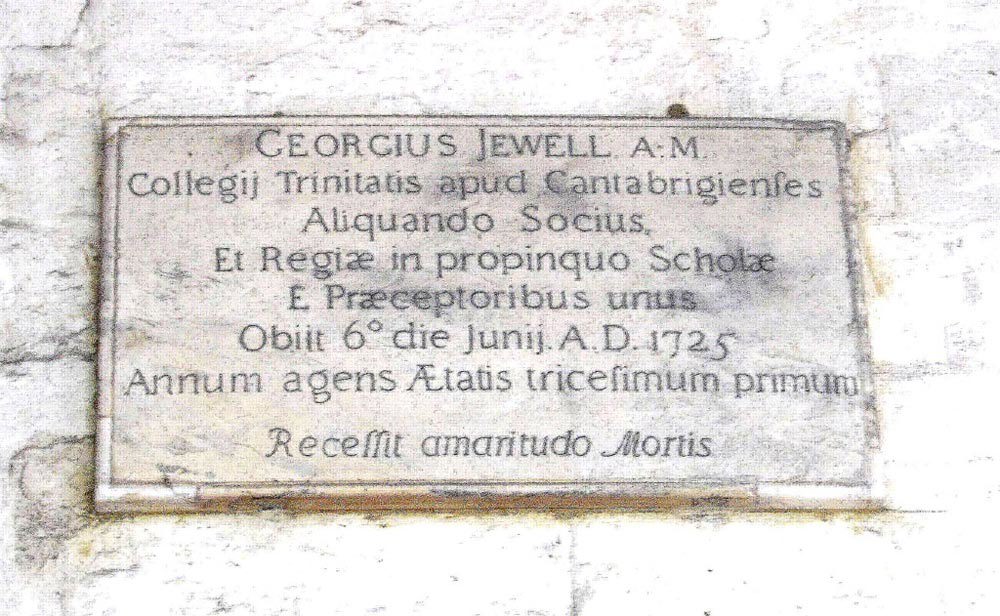 GEORGIUS JEWELL. A:M.
Collegij Trinitatis apud Cantabrigienſes
Aliquando Socius,
Et Regiæ in propinquo Scholæ
E Præceptoribus unus
Obiit 6° die Junij. A.D. 1725
Annum agens Ætatis triceſimum primum
Receſſit amaritudo Mortis